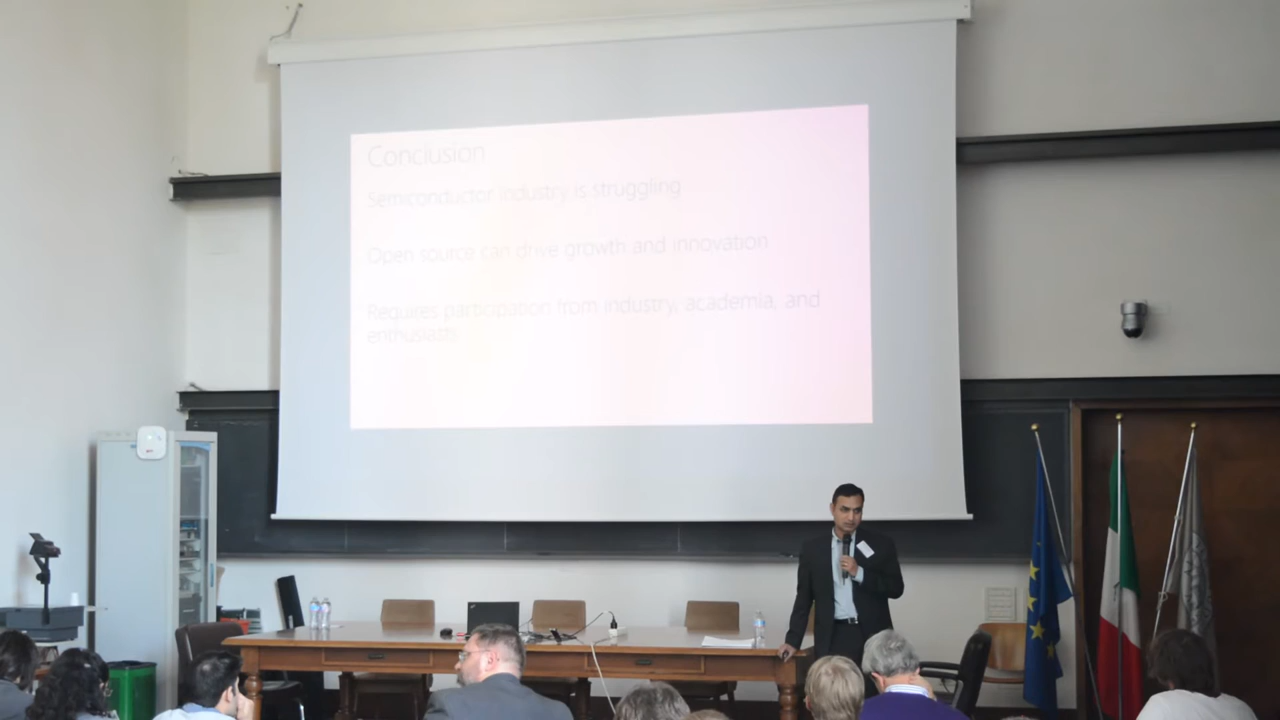 Conclusion
Semiconductor industry is struggling
Open source can drive growth and innovation
Requires participation from industry, academia, and
enthusiasts